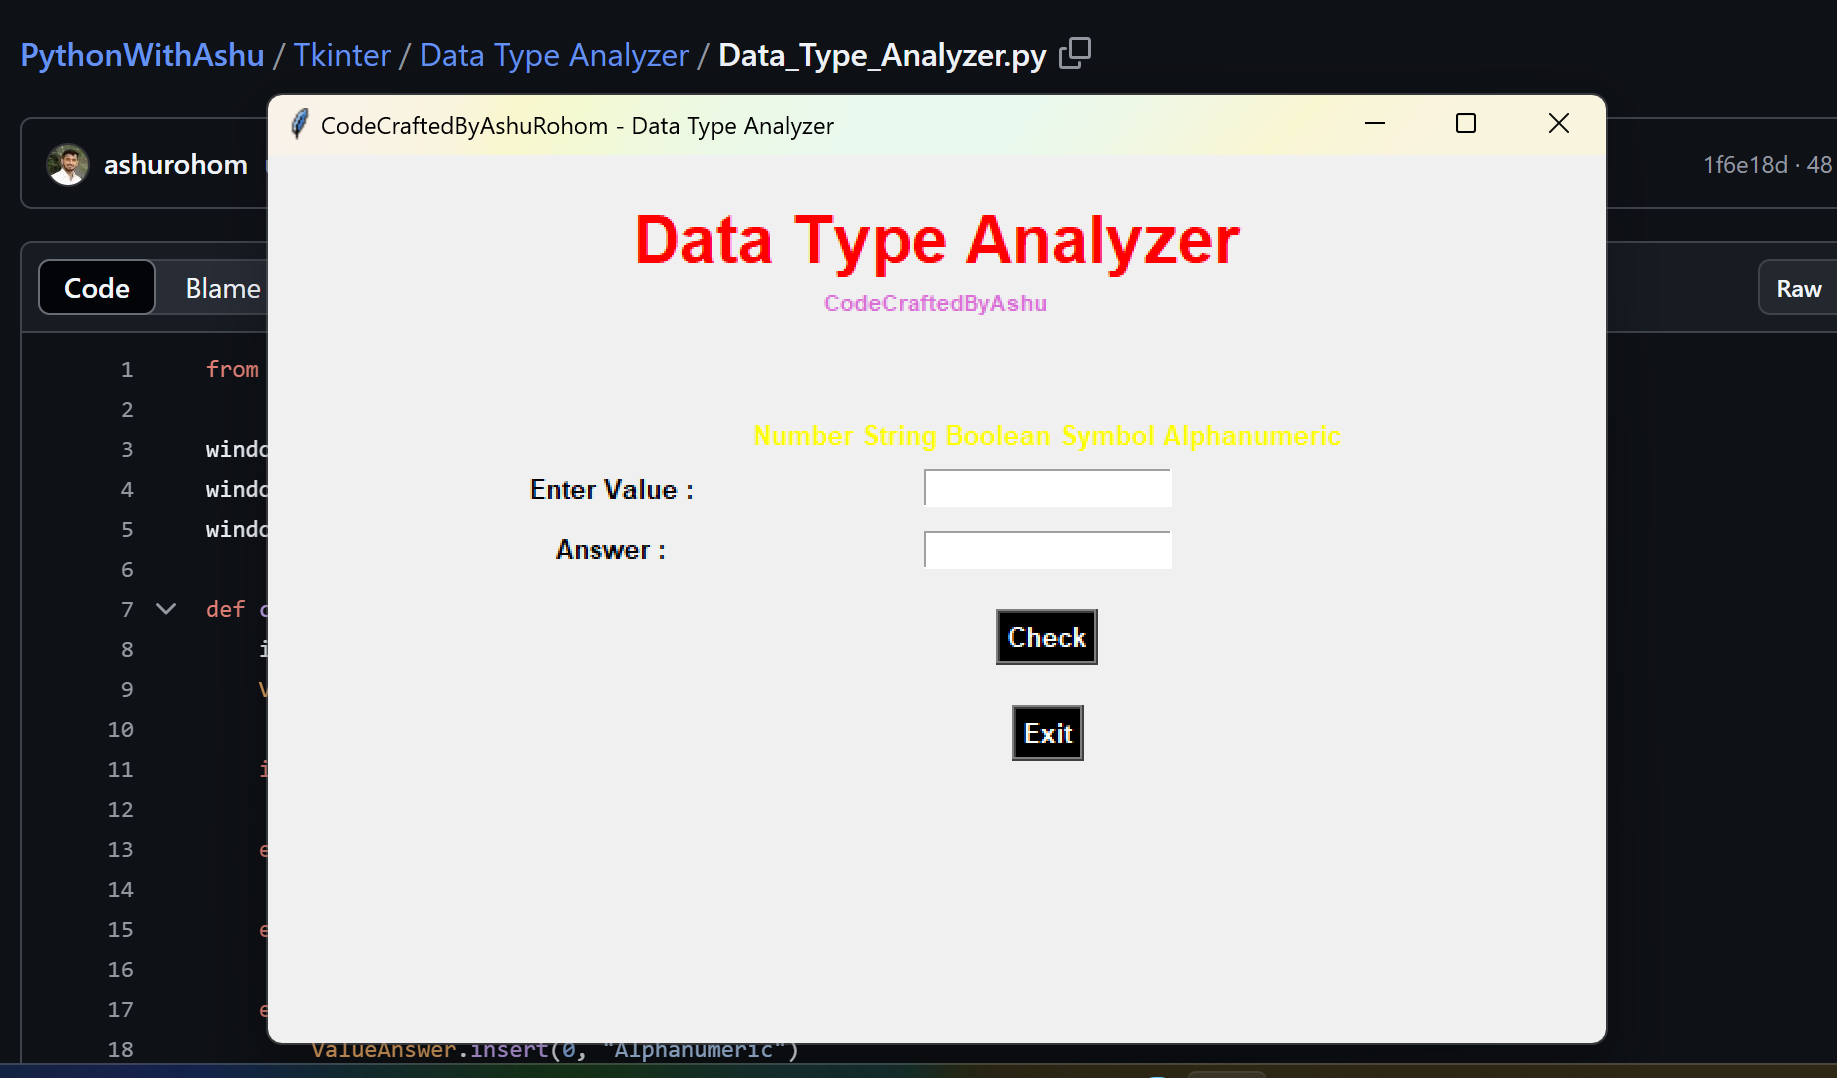 PythonWithAshu / Tkinter / Data Type Analyzer / Data_Type_Analyzer.py
CodeCraftedByAshuRohom - Data Type Analyzer
ashurohom
1f6e18d · 48
Data Type Analyzer
CodeCraftedByAshu
Code Blame
Raw
Number String Boolean Symbol Alphanumeric
Enter Value :
Answer :
Check
Exit
1 from
2
3 windo
4 windo
5 windo
6
7 def c
8 i
9 V
10
11 i
12
13 e
14
15 e
16
17 e
18 ValueAnswer.insert(0, "Alphanumeric")